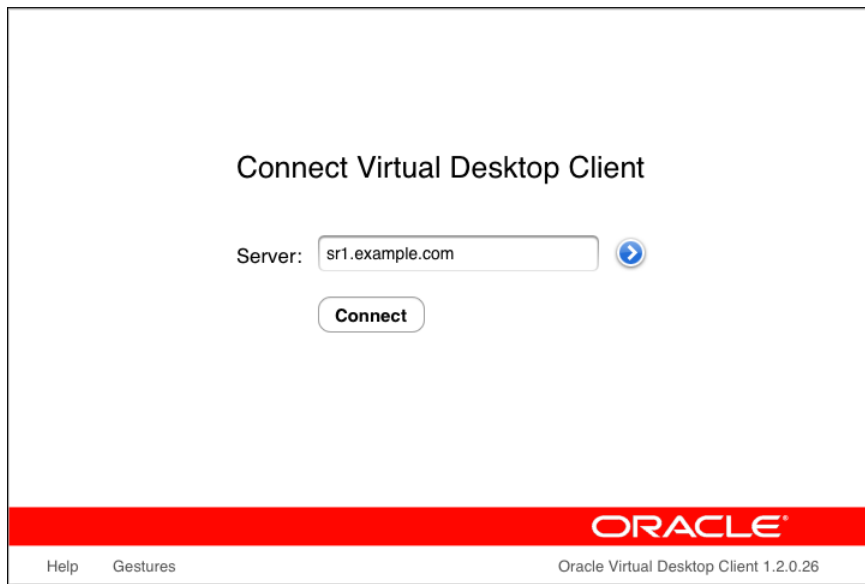 Connect Virtual Desktop Client
Server: sr1.example.com
Connect
ORACLE®
Help Gestures Oracle Virtual Desktop Client 1.2.0.26